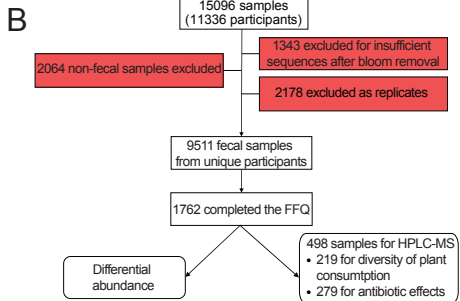 B
15096 samples
(11336 participants)
1343 excluded for insufficient
sequences after bloom removal
2064 non-fecal samples excluded
2178 excluded as replicates
9511 fecal samples
from unique participants
1762 completed the FFQ
498 samples for HPLC-MS
• 219 for diversity of plant
consumtption
• 279 for antibiotic effects
Differential
abundance